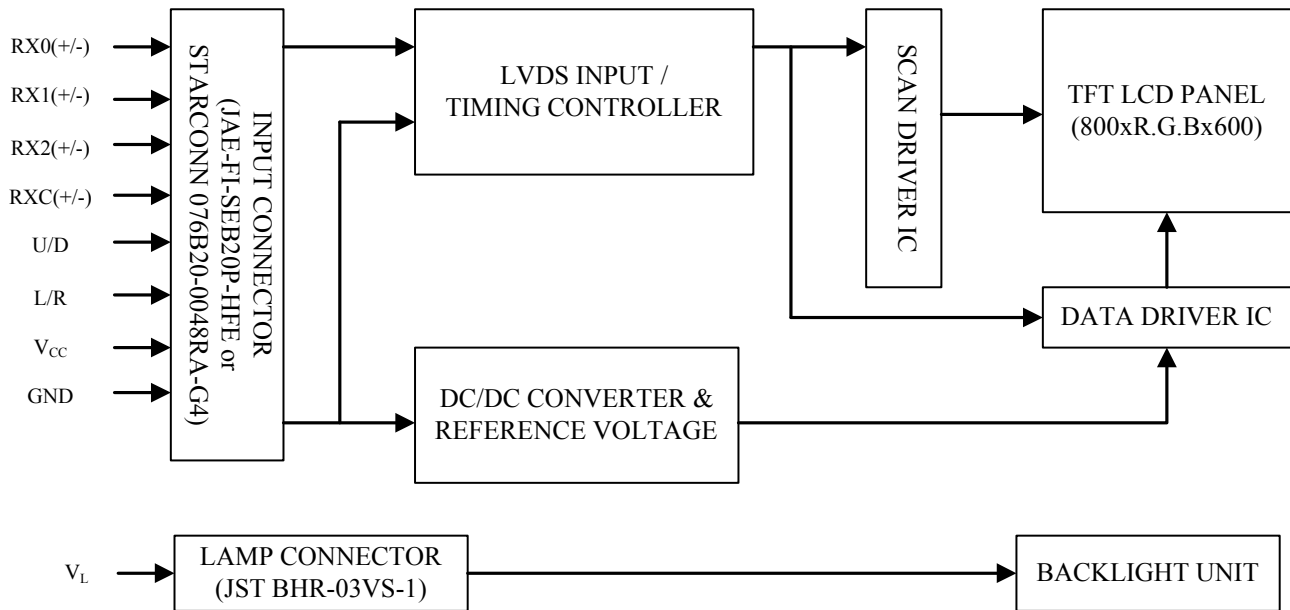 RX0(+/-)
RX1(+/-)
RX2(+/-)
RXC(+/-)
U/D
L/R
VCC
GND
INPUT CONNECTOR
(JAE-FI-SEB20P-HFE or
STARCONN 076B20-0048RA-G4)
LVDS INPUT /
TIMING CONTROLLER
SCAN DRIVER IC
TFT LCD PANEL
(800xR.G.Bx600)
DATA DRIVER IC
DC/DC CONVERTER &
REFERENCE VOLTAGE
VL
LAMP CONNECTOR
(JST BHR-03VS-1)
BACKLIGHT UNIT